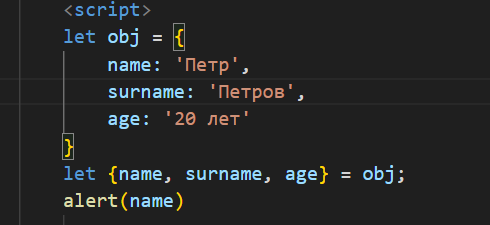 <script>
let obj = {
name: 'Петр',
surname: 'Петров',
age: '20 лет'
}
let {name, surname, age} = obj;
alert(name)